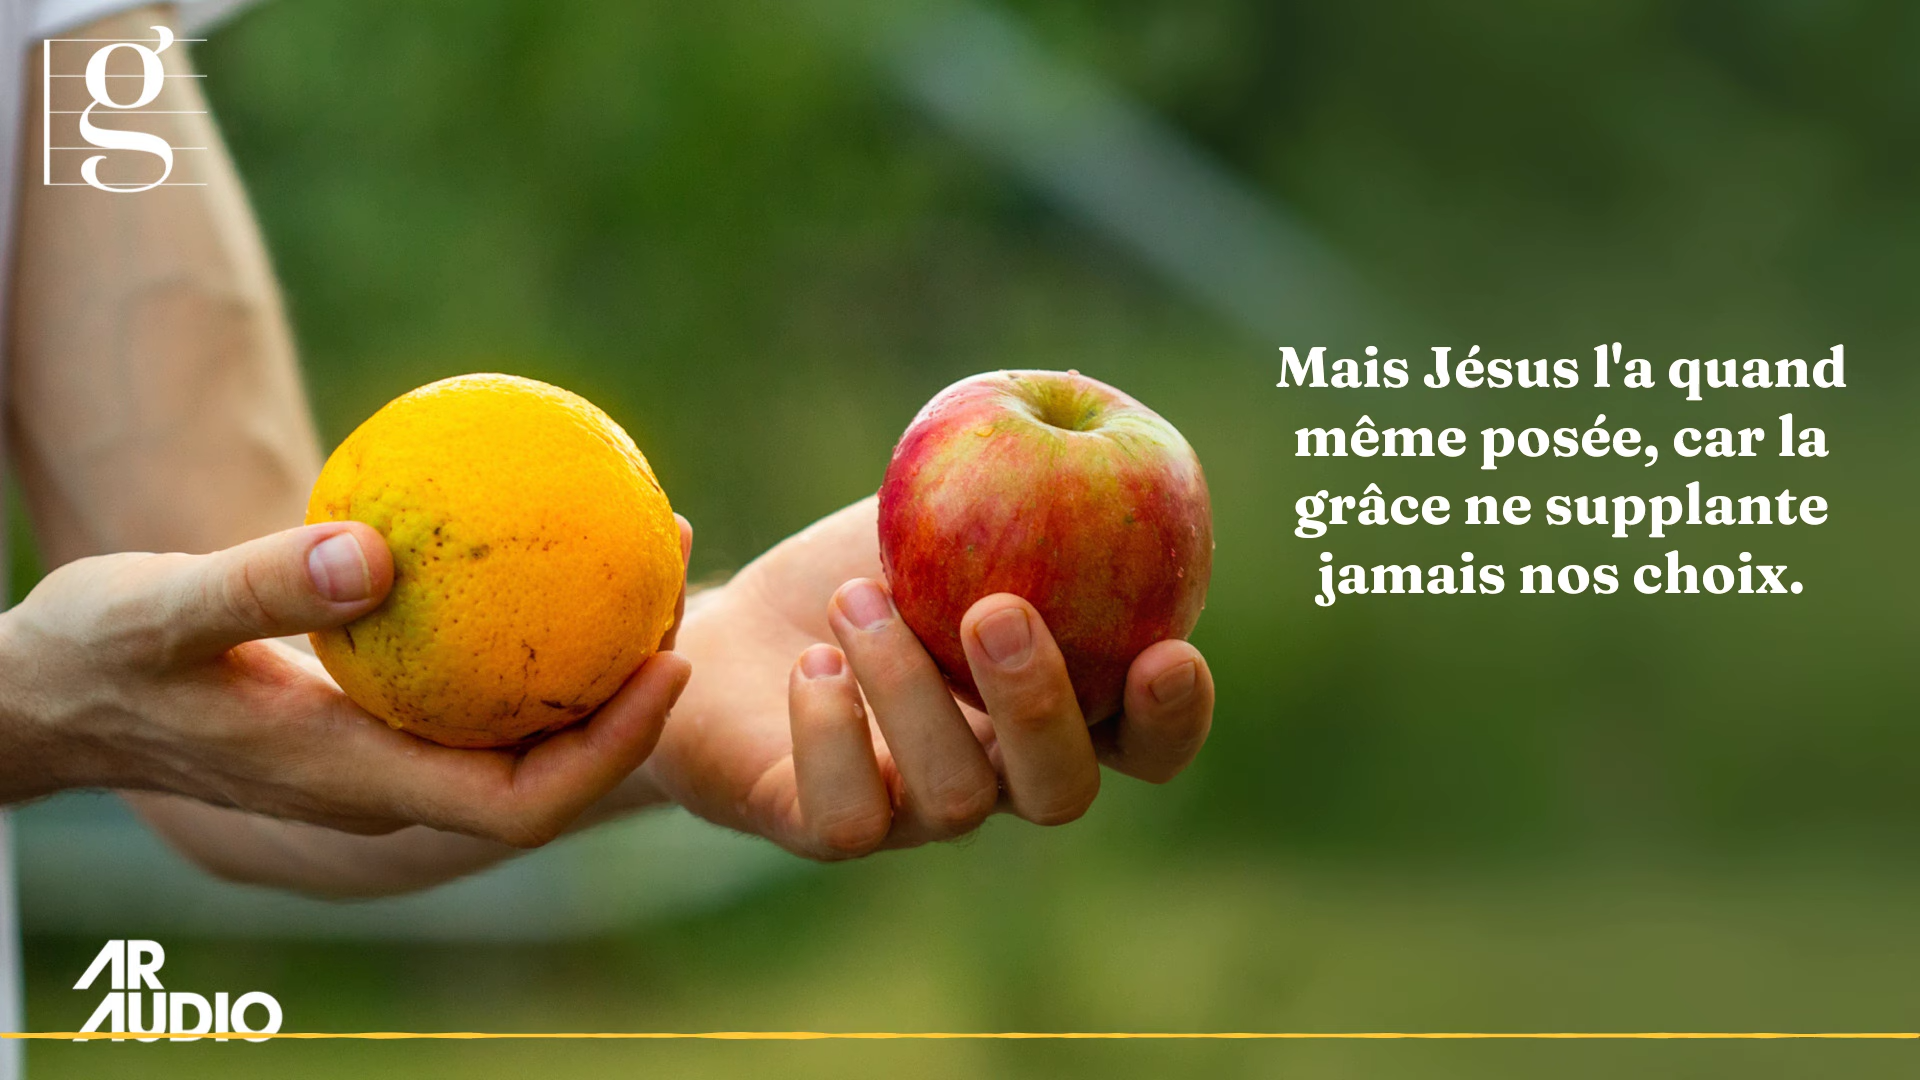 g
Mais Jésus l'a quand
même posée, car la
grâce ne supplante
jamais nos choix.
AR
AUDIO